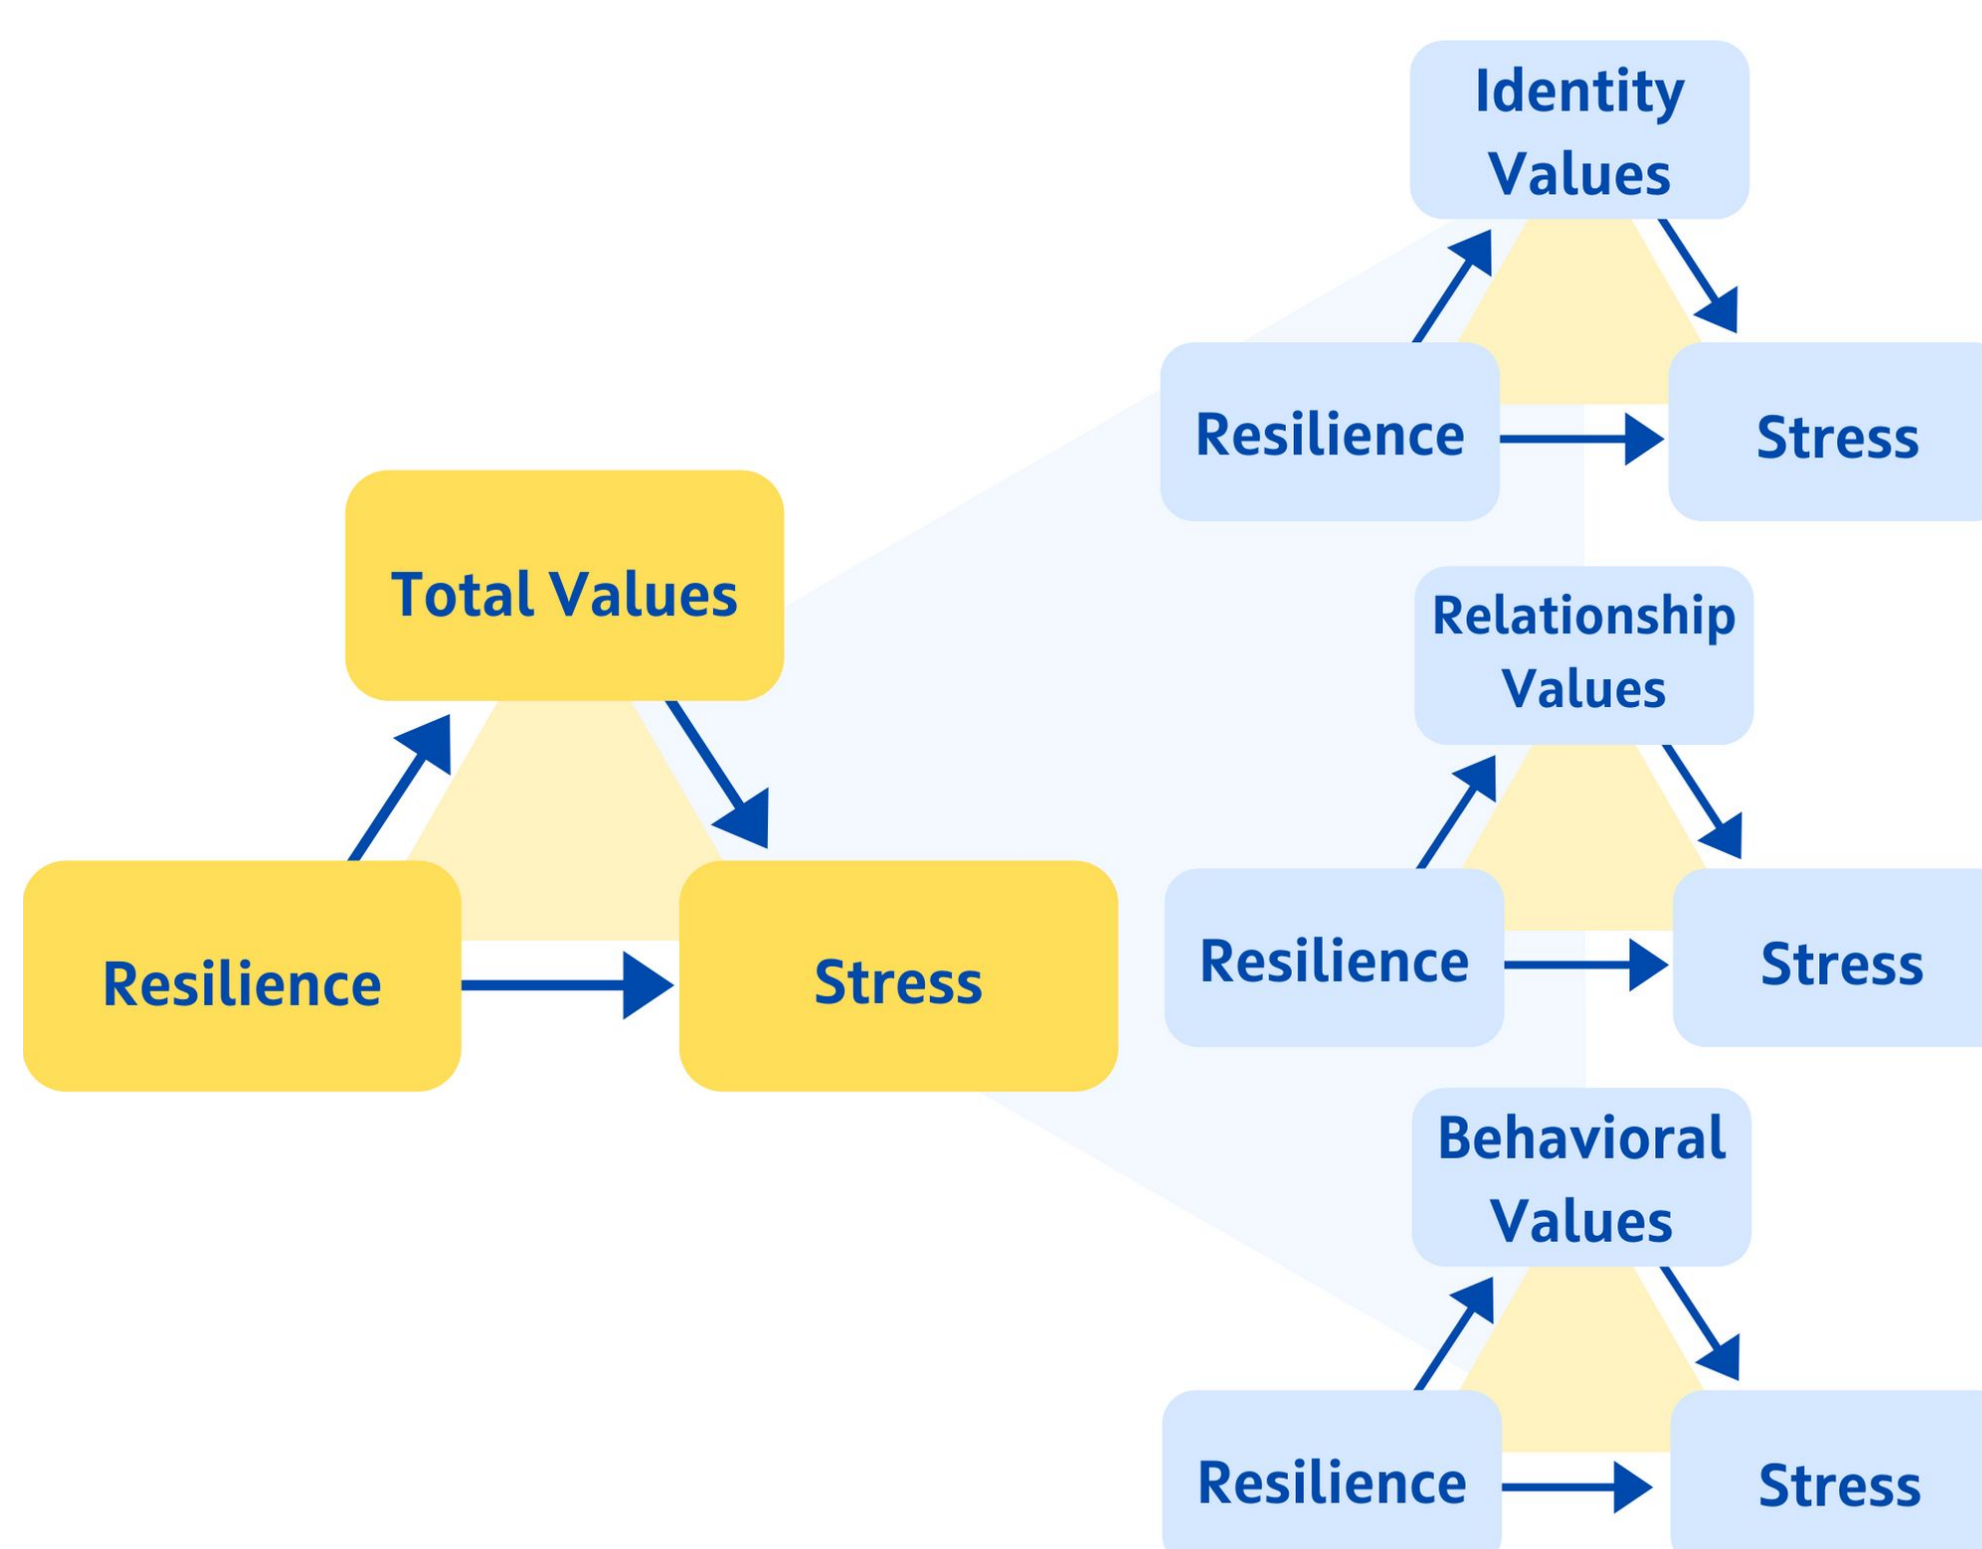 Total Values
Resilience
Stress
Identity
Values
Resilience
Stress
Relationship
Values
Resilience
Stress
Behavioral
Values
Resilience
Stress